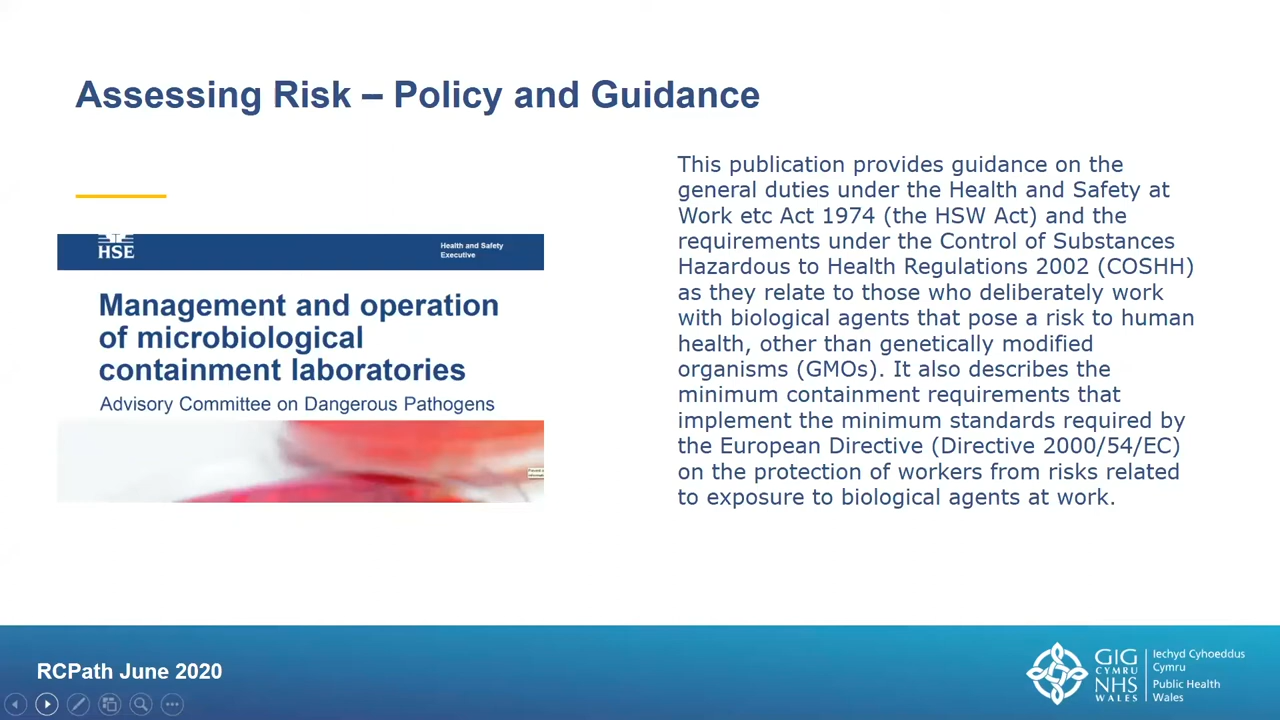 Assessing Risk – Policy and Guidance
HSE
Health and Safety
Executive
Management and operation
of microbiological
containment laboratories
Advisory Committee on Dangerous Pathogens
This publication provides guidance on the
general duties under the Health and Safety at
Work etc Act 1974 (the HSW Act) and the
requirements under the Control of Substances
Hazardous to Health Regulations 2002 (COSHH)
as they relate to those who deliberately work
with biological agents that pose a risk to human
health, other than genetically modified
organisms (GMOs). It also describes the
minimum containment requirements that
implement the minimum standards required by
the European Directive (Directive 2000/54/EC)
on the protection of workers from risks related
to exposure to biological agents at work.
RCPath June 2020
GIG
CYMRU
NHS
WALES
Iechyd Cyhoeddus
Cymru
Public Health
Wales